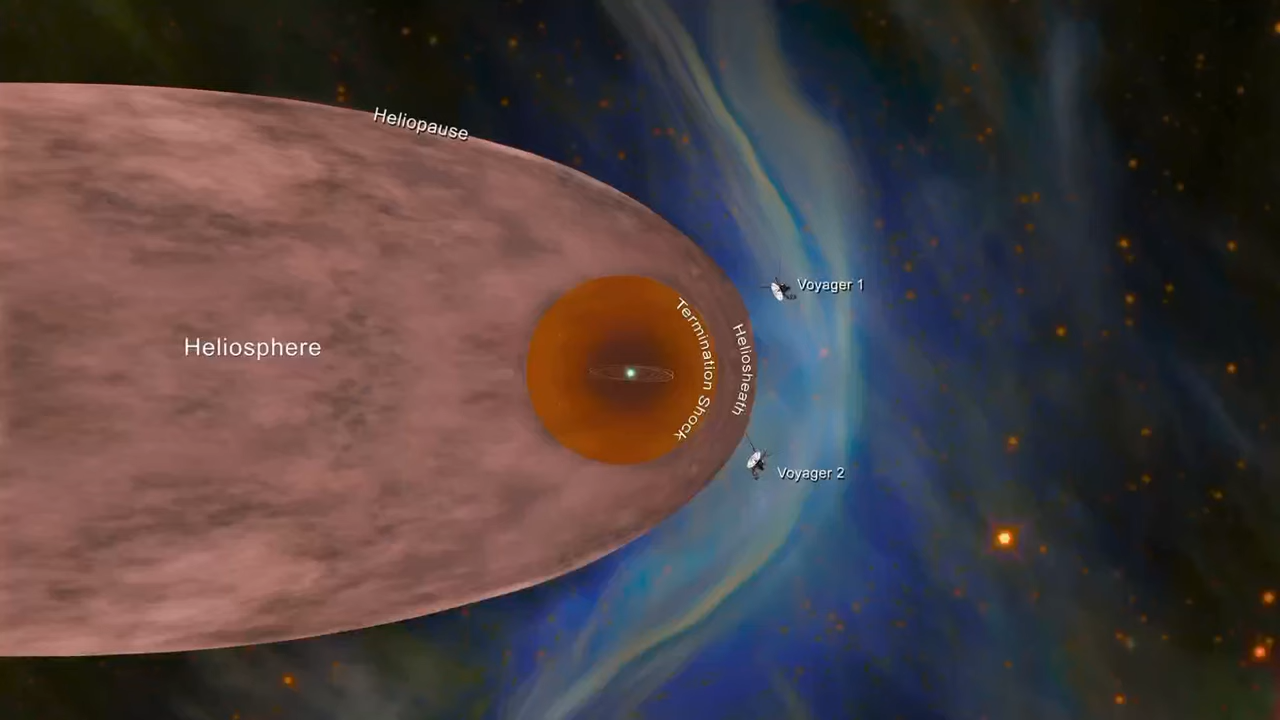 Heliopause
Voyager 1
Heliosphere
Termination Shock
Heliosheath
Voyager 2